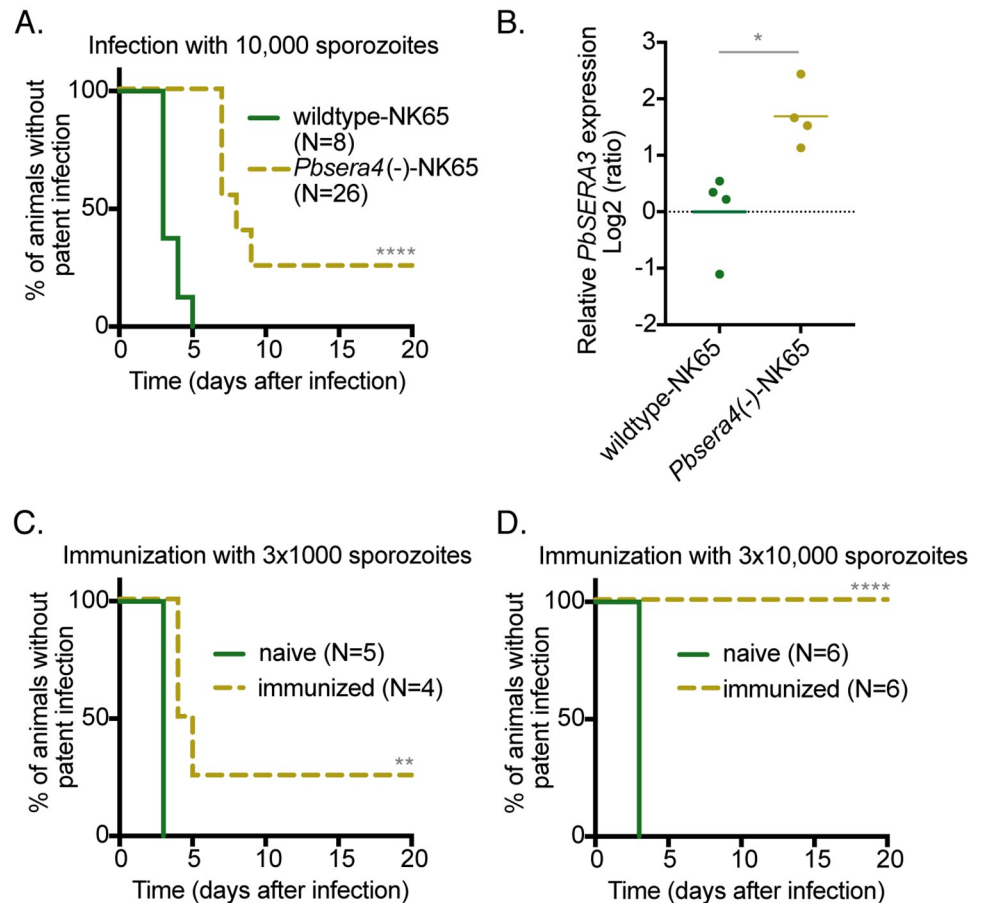 A.
Infection with 10,000 sporozoites
% of animals without
patent infection
100
50
0
wildtype-NK65
(N=8)
Pbsera4(-)-NK65
(N=26)
****
0 5 10 15 20
Time (days after infection)
B.
Relative PbSERA3 expression
Log2 (ratio)
3
2
1
0
-1
-2
*
wildtype-NK65
Pbsera4(-)-NK65
C.
Immunization with 3x1000 sporozoites
% of animals without
patent infection
100
50
0
naive (N=5)
immunized (N=4)
**
0 5 10 15 20
Time (days after infection)
D.
Immunization with 3x10,000 sporozoites
% of animals without
patent infection
100
50
0
****
naive (N=6)
immunized (N=6)
0 5 10 15 20
Time (days after infection)